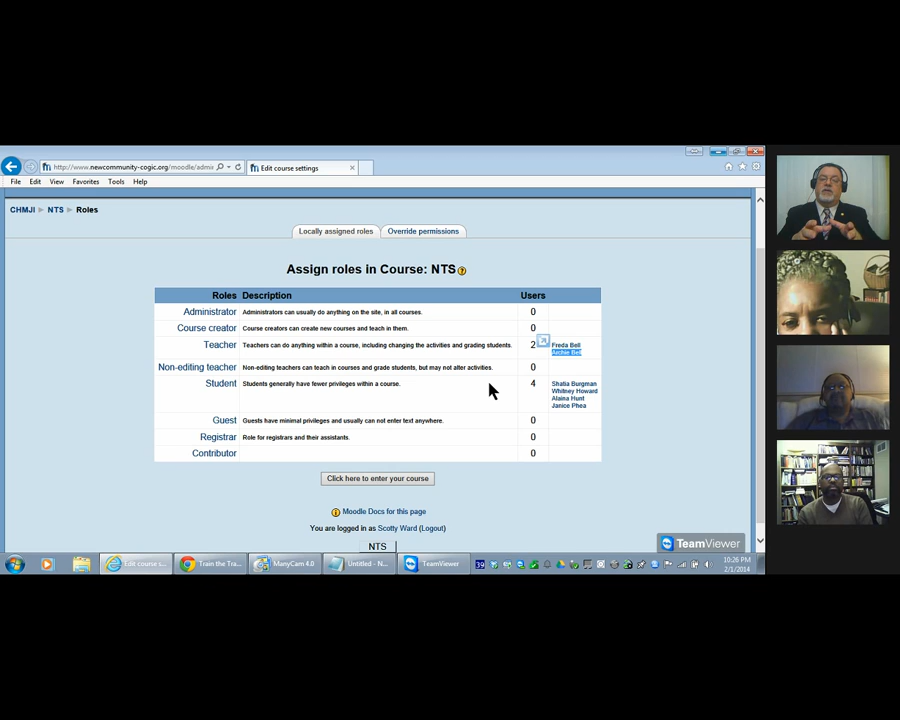 http://www.newcommunity-cogic.org/moodle/admi
Edit course settings
File Edit View Favorites Tools Help
CHMJI ► NTS ► Roles
Locally assigned roles Override permissions
Assign roles in Course: NTS
Roles Description Users
Administrator Administrators can usually do anything on the site, in all courses. 0
Course creator Course creators can create new courses and teach in them. 0
Teacher Teachers can do anything within a course, including changing the activities and grading students. 2 Freda Bell
Archie Bell
Non-editing teacher Non-editing teachers can teach in courses and grade students, but may not alter activities. 0
Student Students generally have fewer privileges within a course. 4 Shatia Burgman
Whitney Howard
Alaina Hunt
Janice Phea
Guest Guests have minimal privileges and usually can not enter text anywhere. 0
Registrar Role for registrars and their assistants. 0
Contributor 0
Click here to enter your course
Moodle Docs for this page
You are logged in as Scotty Ward (Logout)
NTS
TeamViewer
Edit course s... Train the Tra... ManyCam 4.0 Untitled - N... TeamViewer 39 10:26 PM
2/1/2014